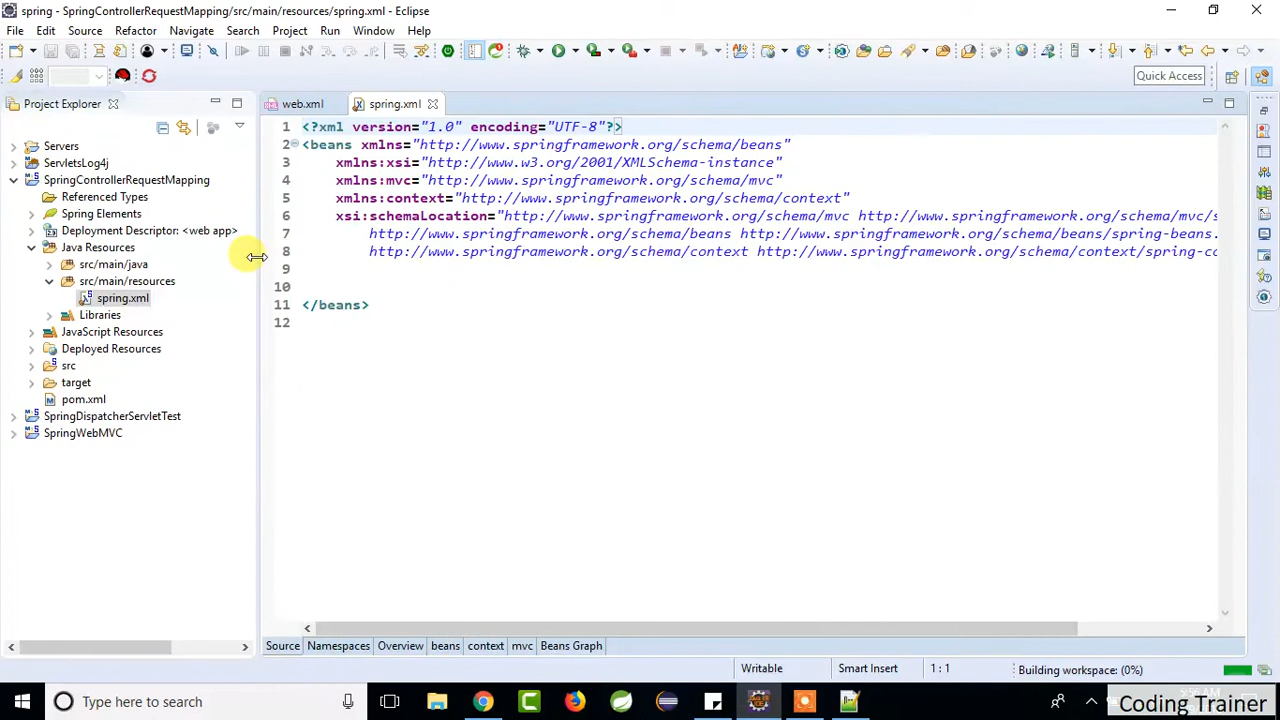 spring - SpringControllerRequestMapping/src/main/resources/spring.xml - Eclipse
File Edit Source Refactor Navigate Search Project Run Window Help
Quick Access
Project Explorer
web.xml
spring.xml
Servers
ServletsLog4j
SpringControllerRequestMapping
Referenced Types
Spring Elements
Deployment Descriptor: <web app>
Java Resources
src/main/java
src/main/resources
spring.xml
Libraries
JavaScript Resources
Deployed Resources
src
target
pom.xml
SpringDispatcherServletTest
SpringWebMVC
1 <?xml version="1.0" encoding="UTF-8"?>
2 <beans xmlns="http://www.springframework.org/schema/beans"
3 xmlns:xsi="http://www.w3.org/2001/XMLSchema-instance"
4 xmlns:mvc="http://www.springframework.org/schema/mvc"
5 xmlns:context="http://www.springframework.org/schema/context"
6 xsi:schemaLocation="http://www.springframework.org/schema/mvc http://www.springframework.org/schema/mvc/s
7 http://www.springframework.org/schema/beans http://www.springframework.org/schema/beans/spring-beans.
8 http://www.springframework.org/schema/context http://www.springframework.org/schema/context/spring-co
9
10
11 </beans>
12
Source Namespaces Overview beans context mvc Beans Graph
Writable Smart Insert 1 : 1 Building workspace: (0%)
Type here to search
Coding Trainer